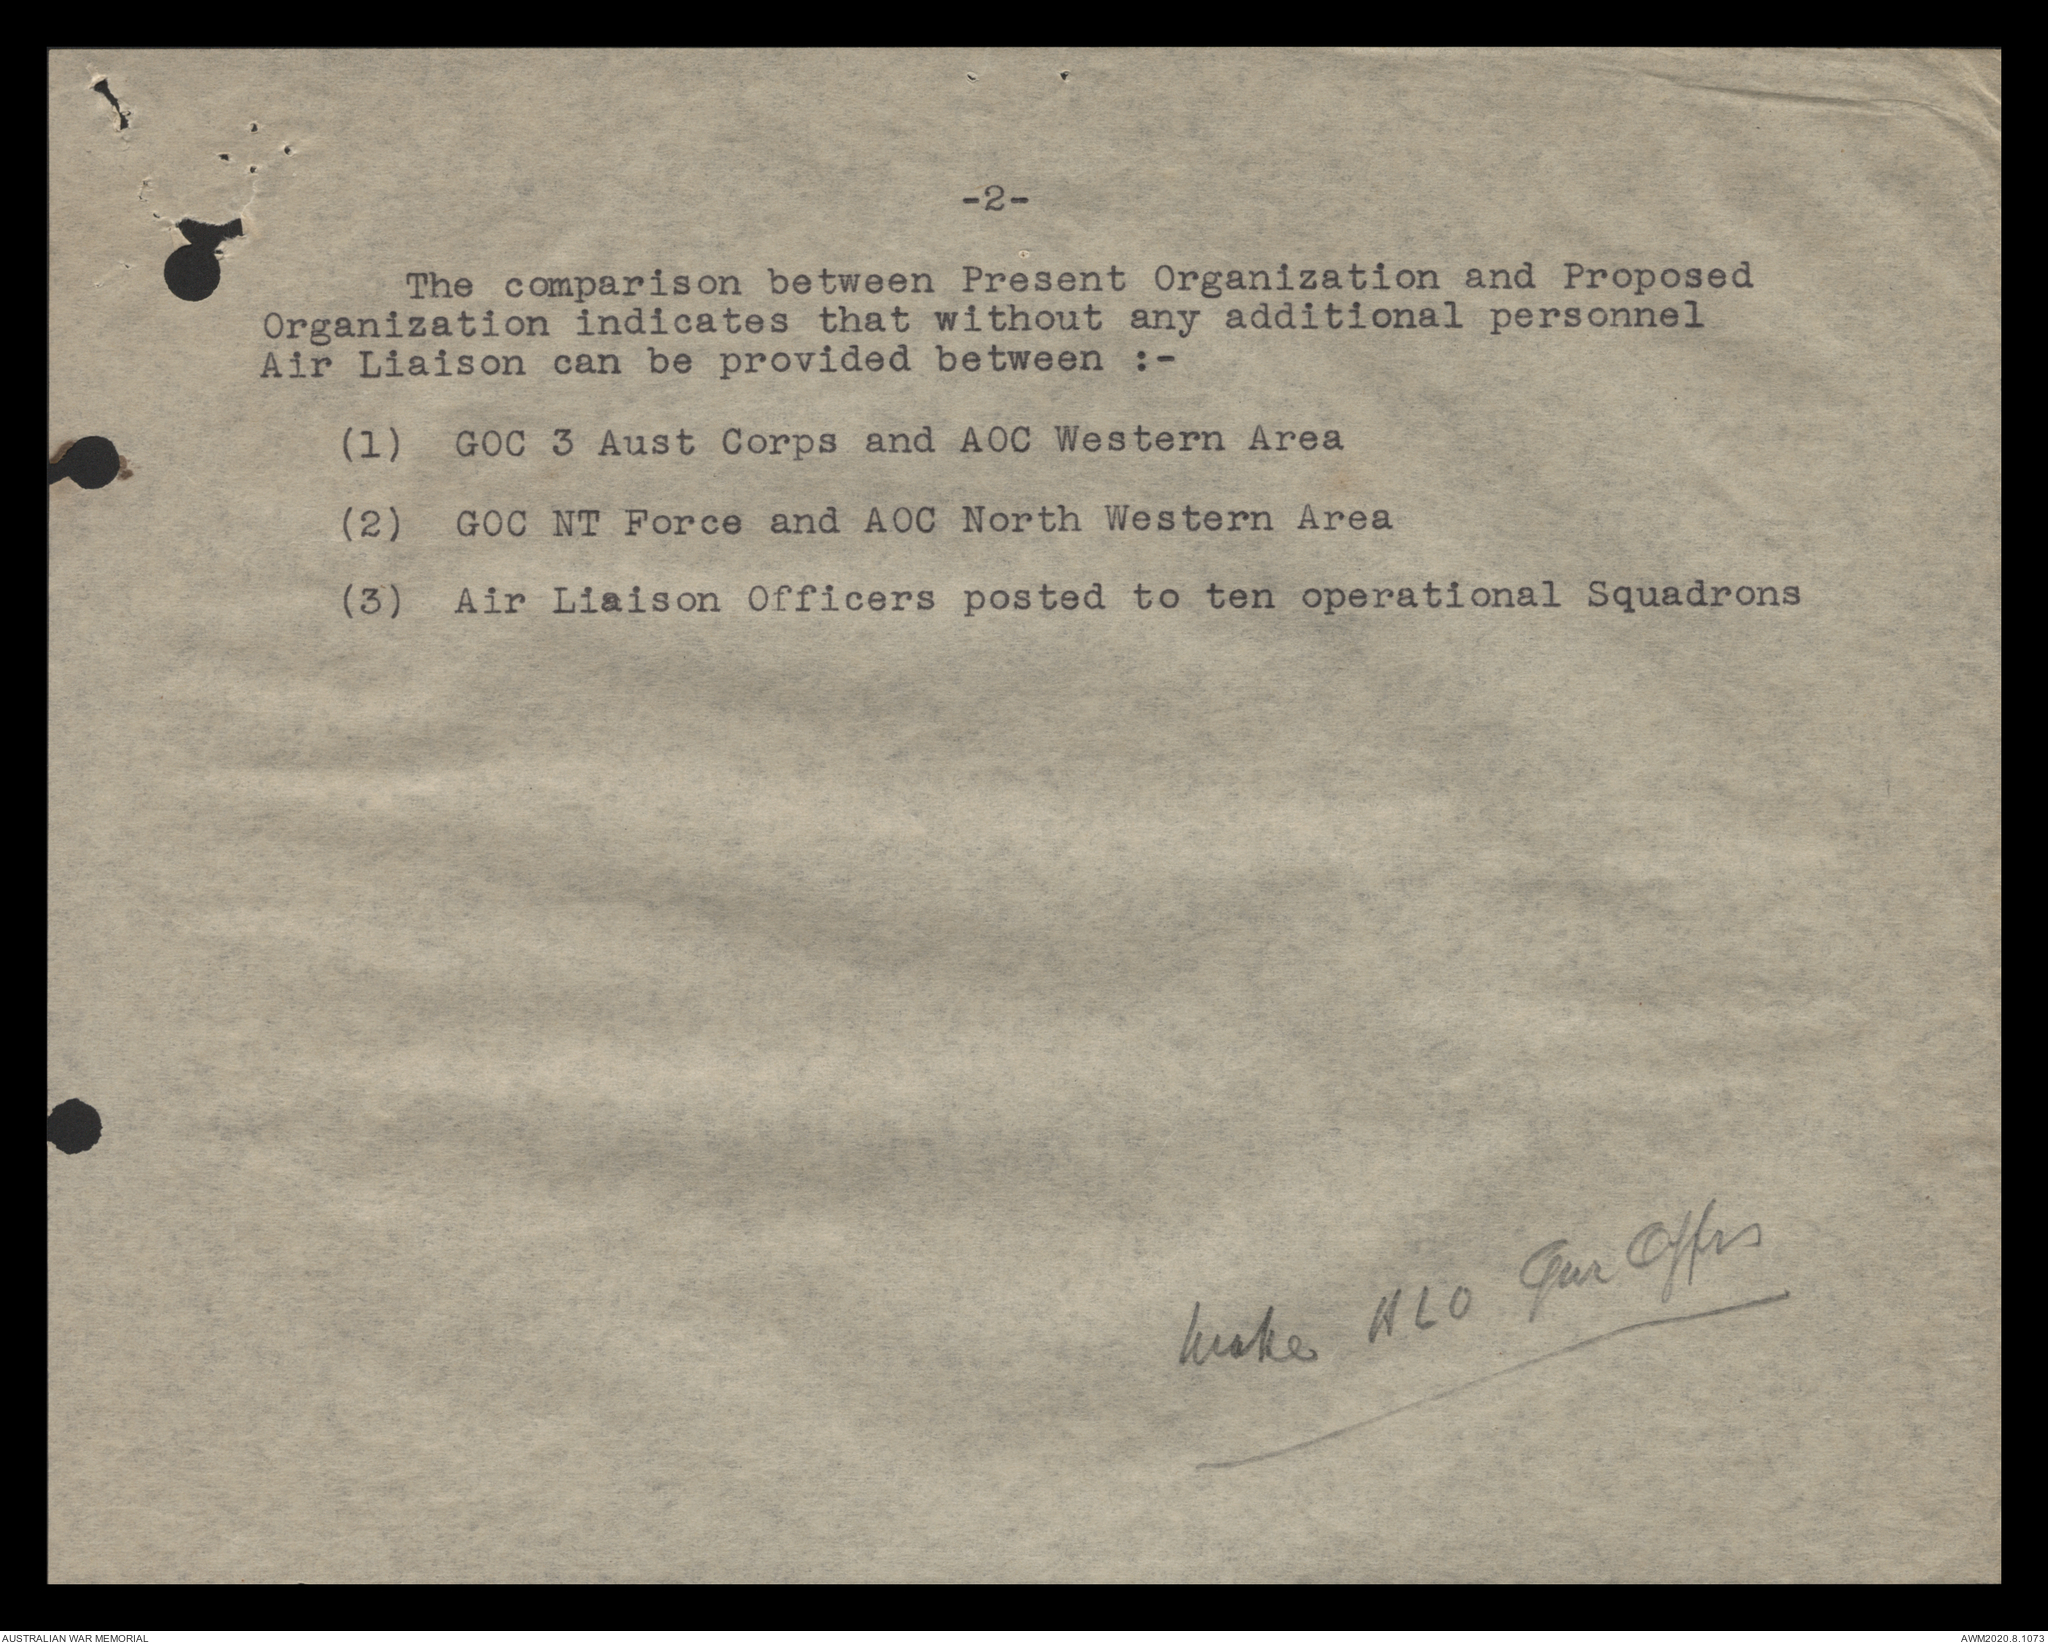 -2-
The comparison between Present Organization and Proposed
Organization indicates that without any additional personnel
Air Liaison can be provided between :-
(1) GOC 3 Aust Corps and AOC Western Area
(2) GOC NT Force and AOC North Western Area
(3) Air Liaison Officers posted to ten operational Squadrons
Make ALO Offrs
AUSTRALIAN WAR MEMORIAL
AWM2020.8.1073